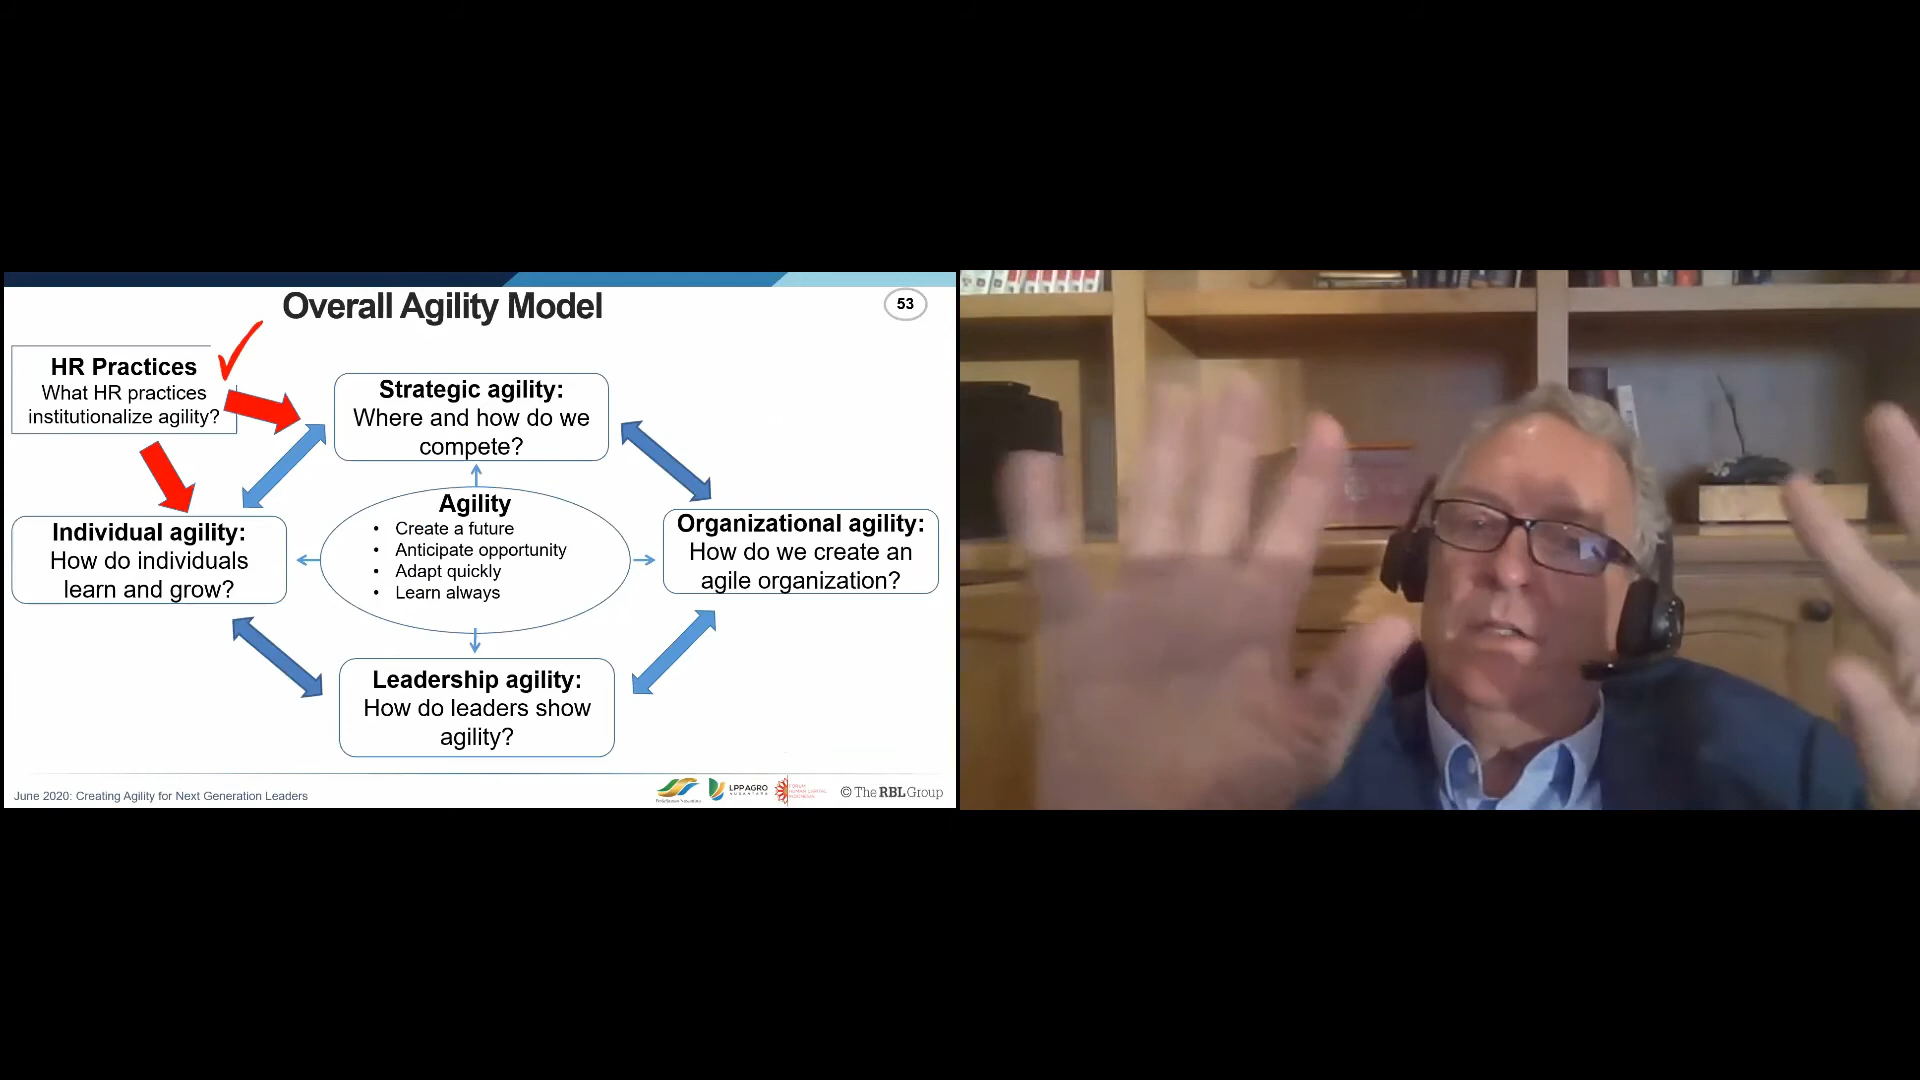 Overall Agility Model
53
HR Practices
What HR practices
institutionalize agility?
Strategic agility:
Where and how do we
compete?
Agility
• Create a future
• Anticipate opportunity
• Adapt quickly
• Learn always
Individual agility:
How do individuals
learn and grow?
Organizational agility:
How do we create an
agile organization?
Leadership agility:
How do leaders show
agility?
June 2020: Creating Agility for Next Generation Leaders
LPPAGRO
NUSANTARA
© The RBL Group